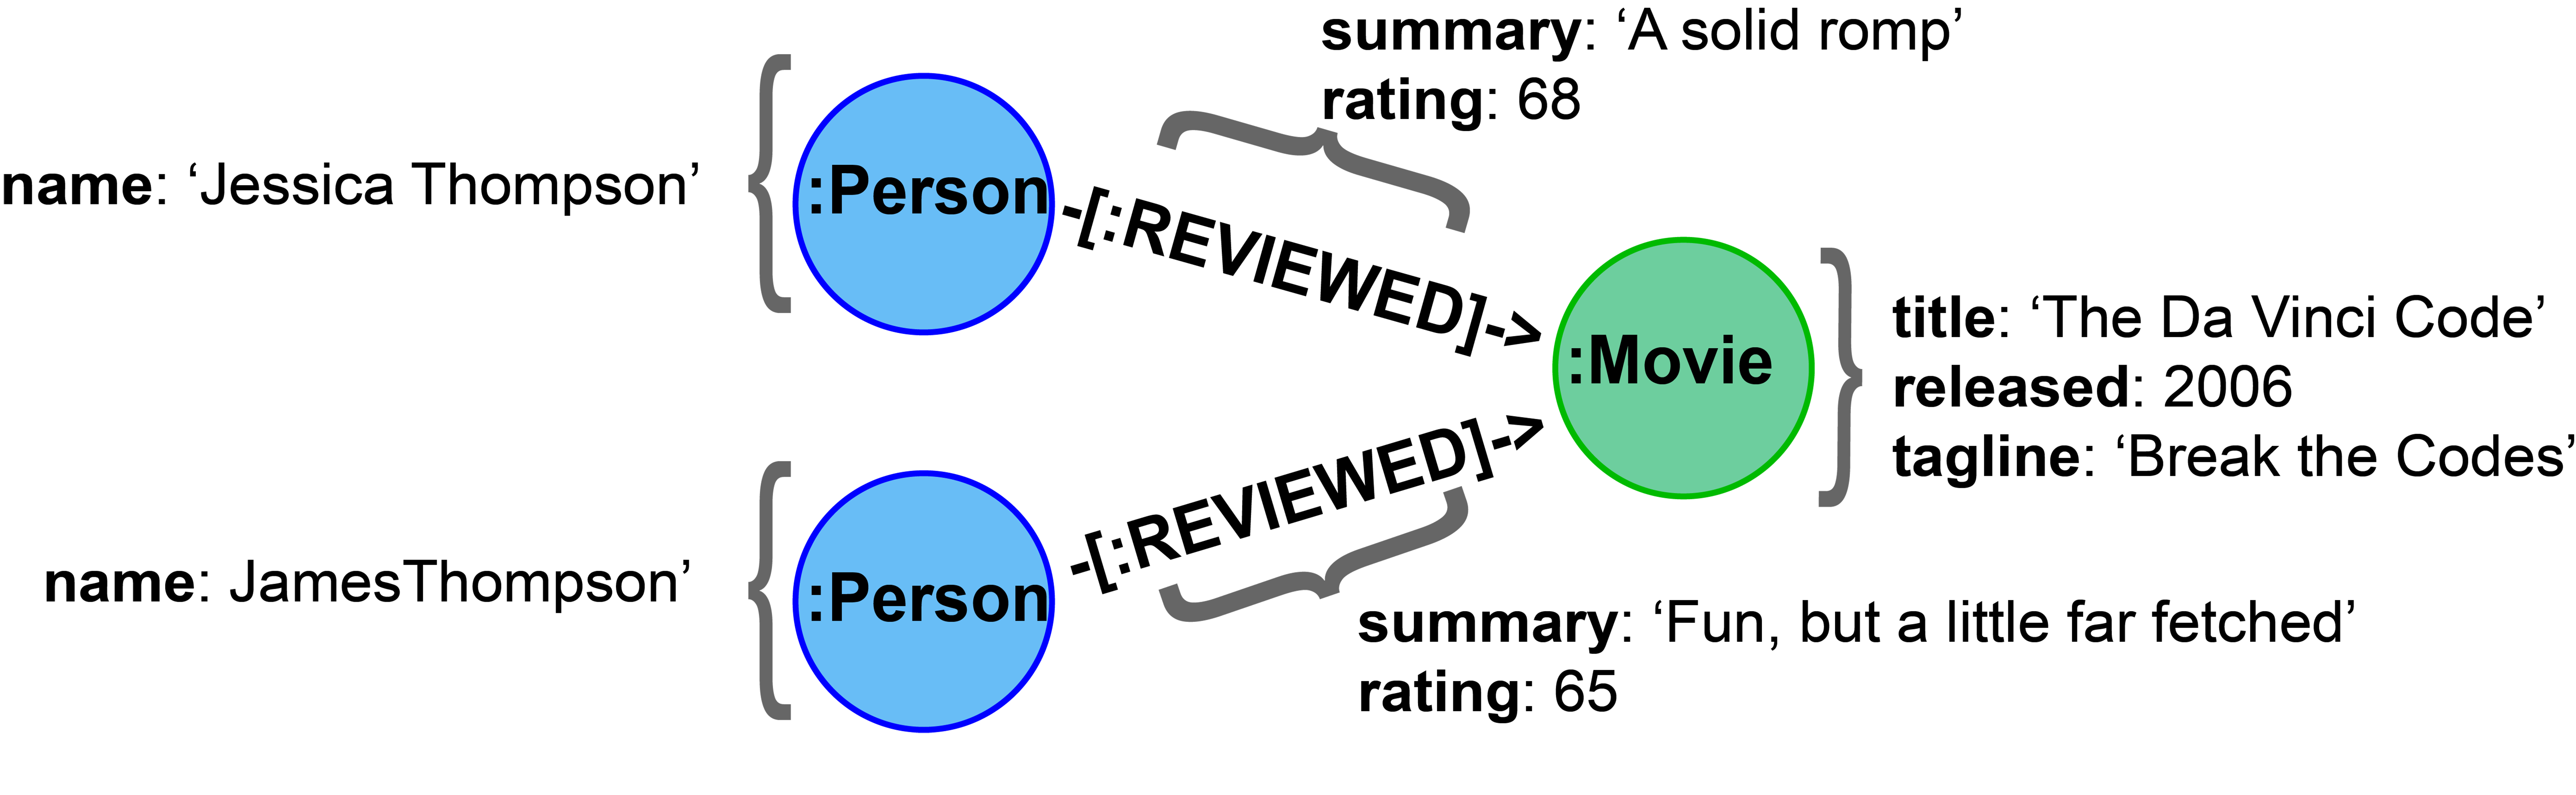 summary: ‘A solid romp’
rating: 68
name: ‘Jessica Thompson’
:Person
-[:REVIEWED]->
:Movie
title: ‘The Da Vinci Code’
released: 2006
tagline: ‘Break the Codes’
-[:REVIEWED]->
name: JamesThompson’
:Person
summary: ‘Fun, but a little far fetched’
rating: 65